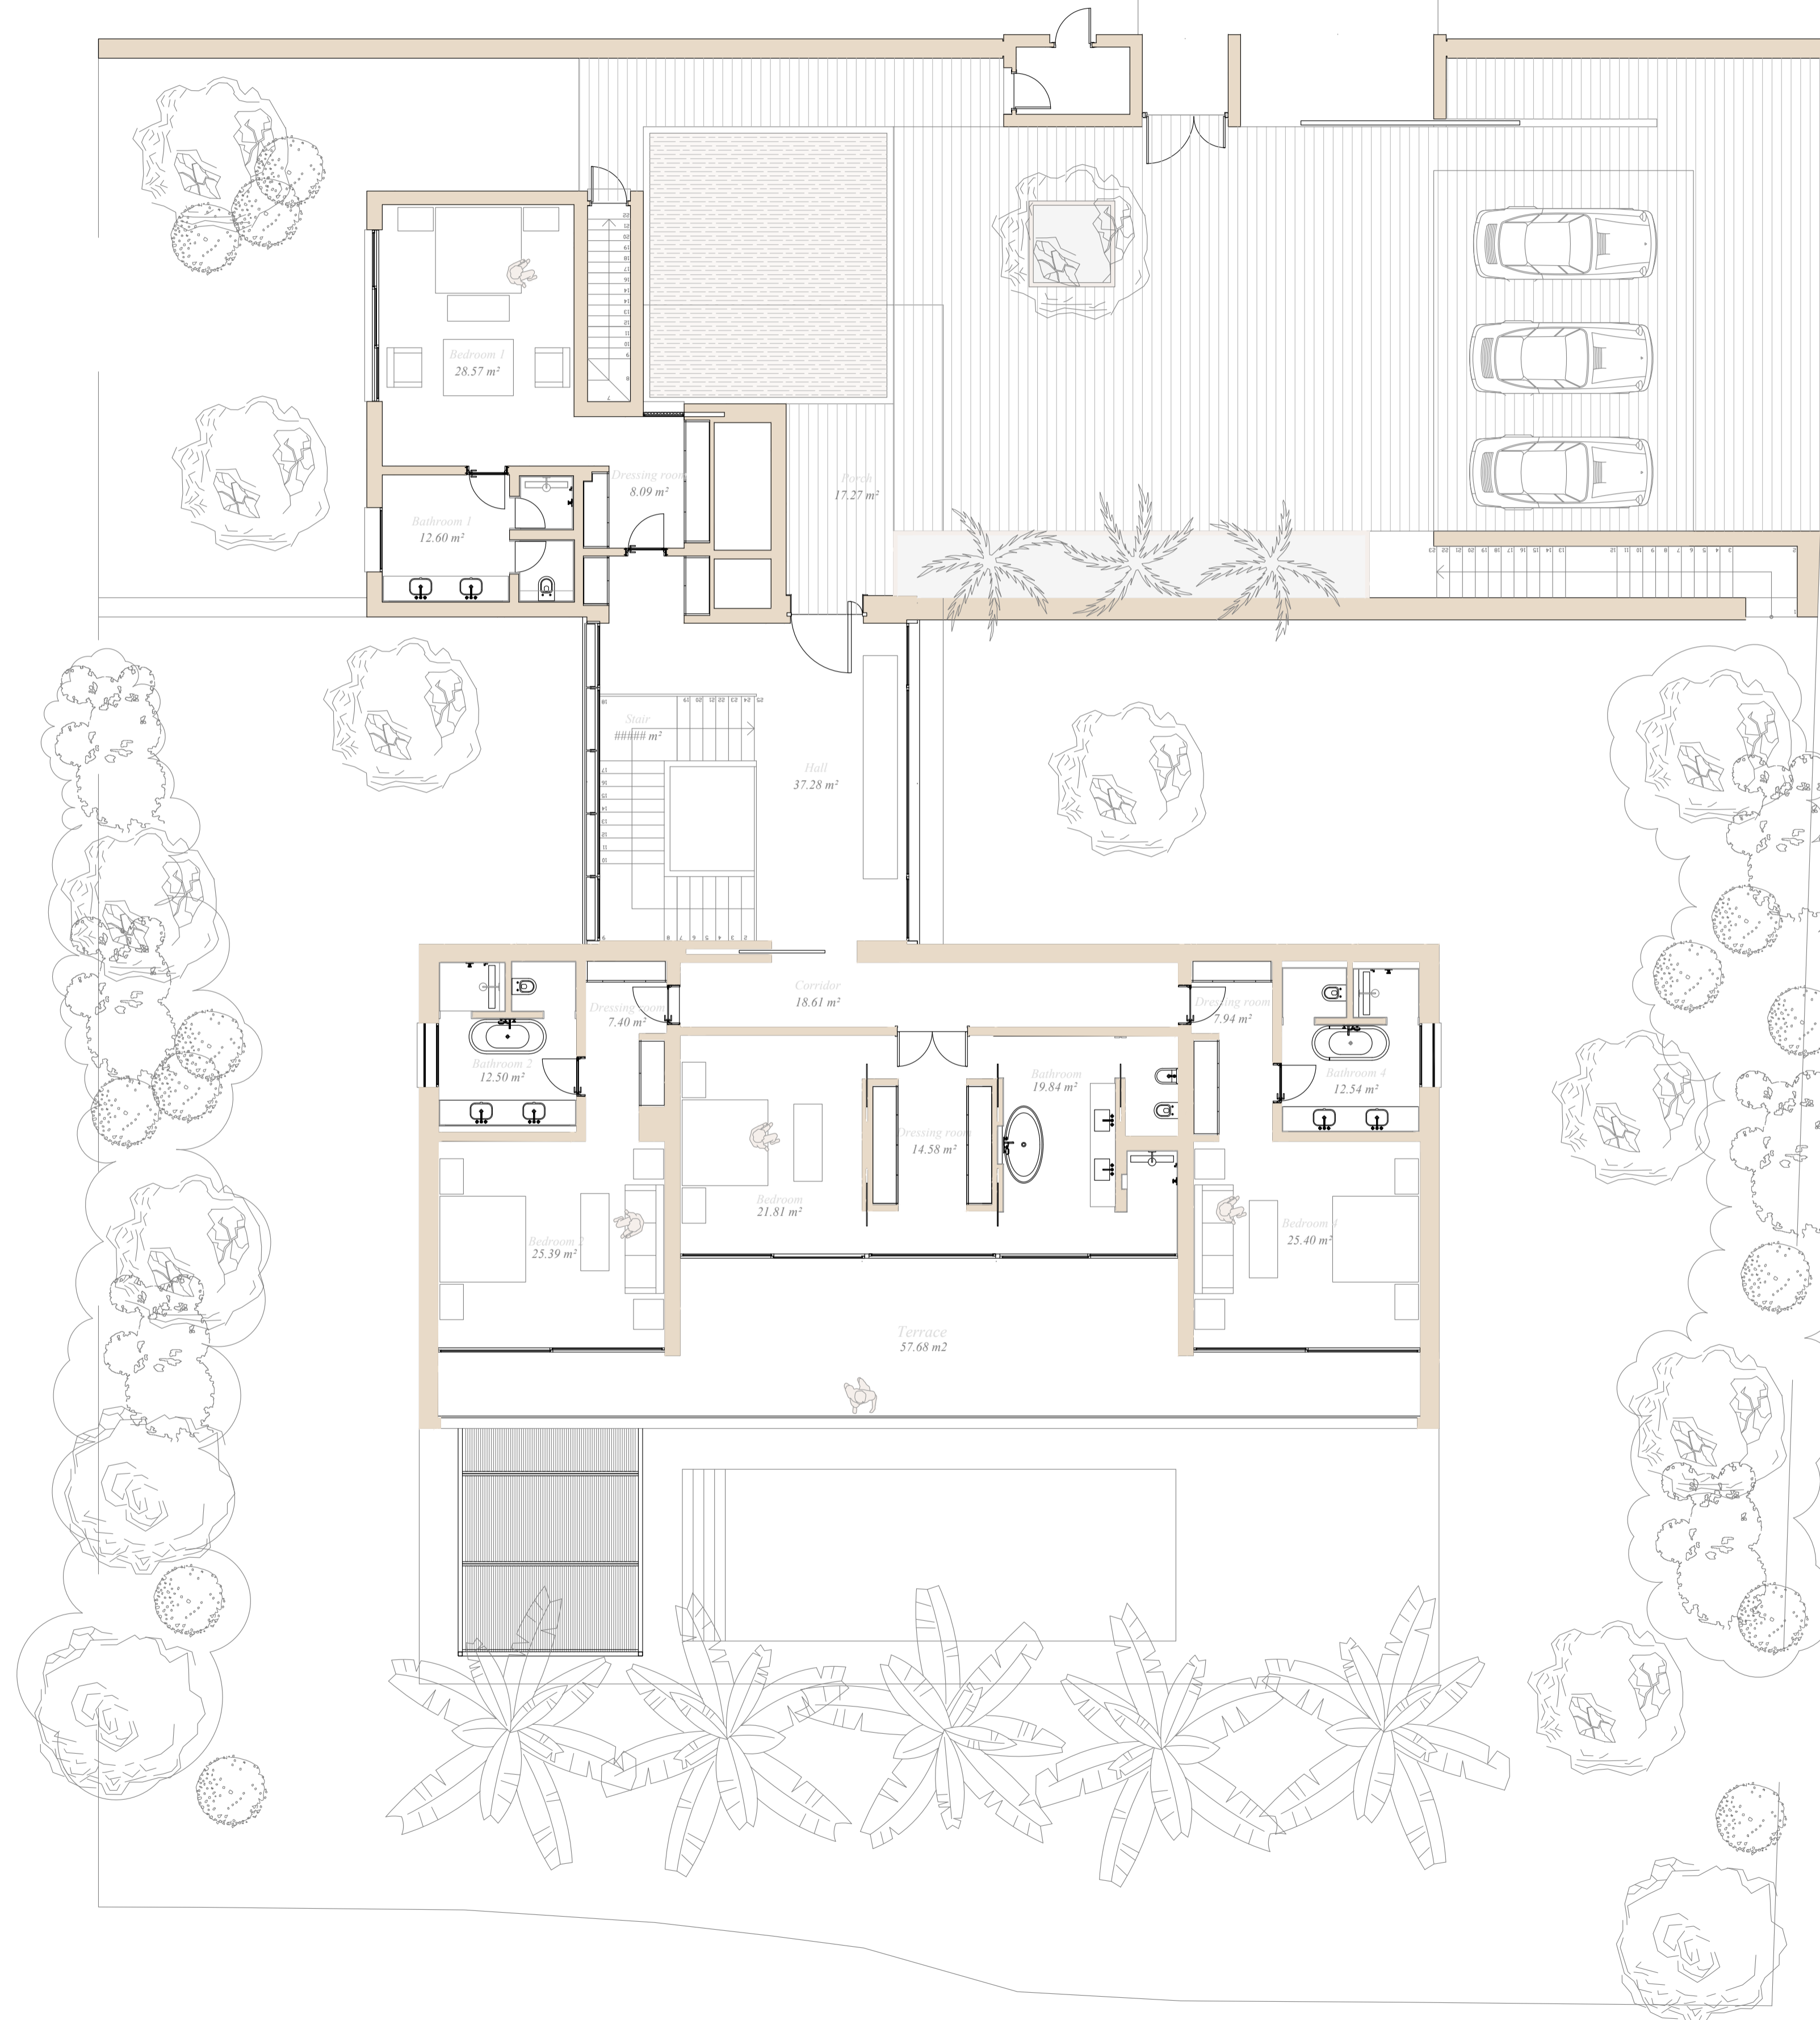 Bedroom 1
28.57 m²
Dressing room
8.09 m²
Porch
17.27 m²
Bathroom 1
12.60 m²
Stair
##### m²
Hall
37.28 m²
Corridor
18.61 m²
Dressing room
7.40 m²
Dressing room
7.94 m²
Bathroom 2
12.50 m²
Bathroom
19.84 m²
Bathroom 4
12.54 m²
Dressing room
14.58 m²
Bedroom
21.81 m²
Bedroom 2
25.39 m²
Bedroom 4
25.40 m²
Terrace
57.68 m2